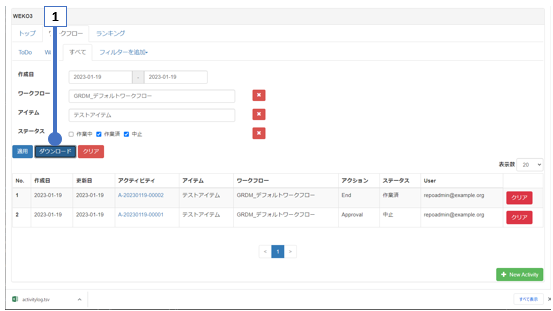 WEKO3
1
トップ フロー ランキング
ToDo すべて フィルターを追加
作成日 2023-01-19 - 2023-01-19
ワークフロー GRDM_デフォルトワークフロー ×
アイテム テストアイテム ×
ステータス 作業中 作業済 中止 ×
適用 ダウンロード クリア
表示数 20
No. 作成日 更新日 アクティビティ アイテム ワークフロー アクション ステータス User
1 2023-01-19 2023-01-19 A-20230119-00002 テストアイテム GRDM_デフォルトワークフロー End 作業済 repoadmin@example.org クリア
2 2023-01-19 2023-01-19 A-20230119-00001 テストアイテム GRDM_デフォルトワークフロー Approval 中止 repoadmin@example.org クリア
« 1 »
+ New Activity
activitylog.tsv すべて表示 ×